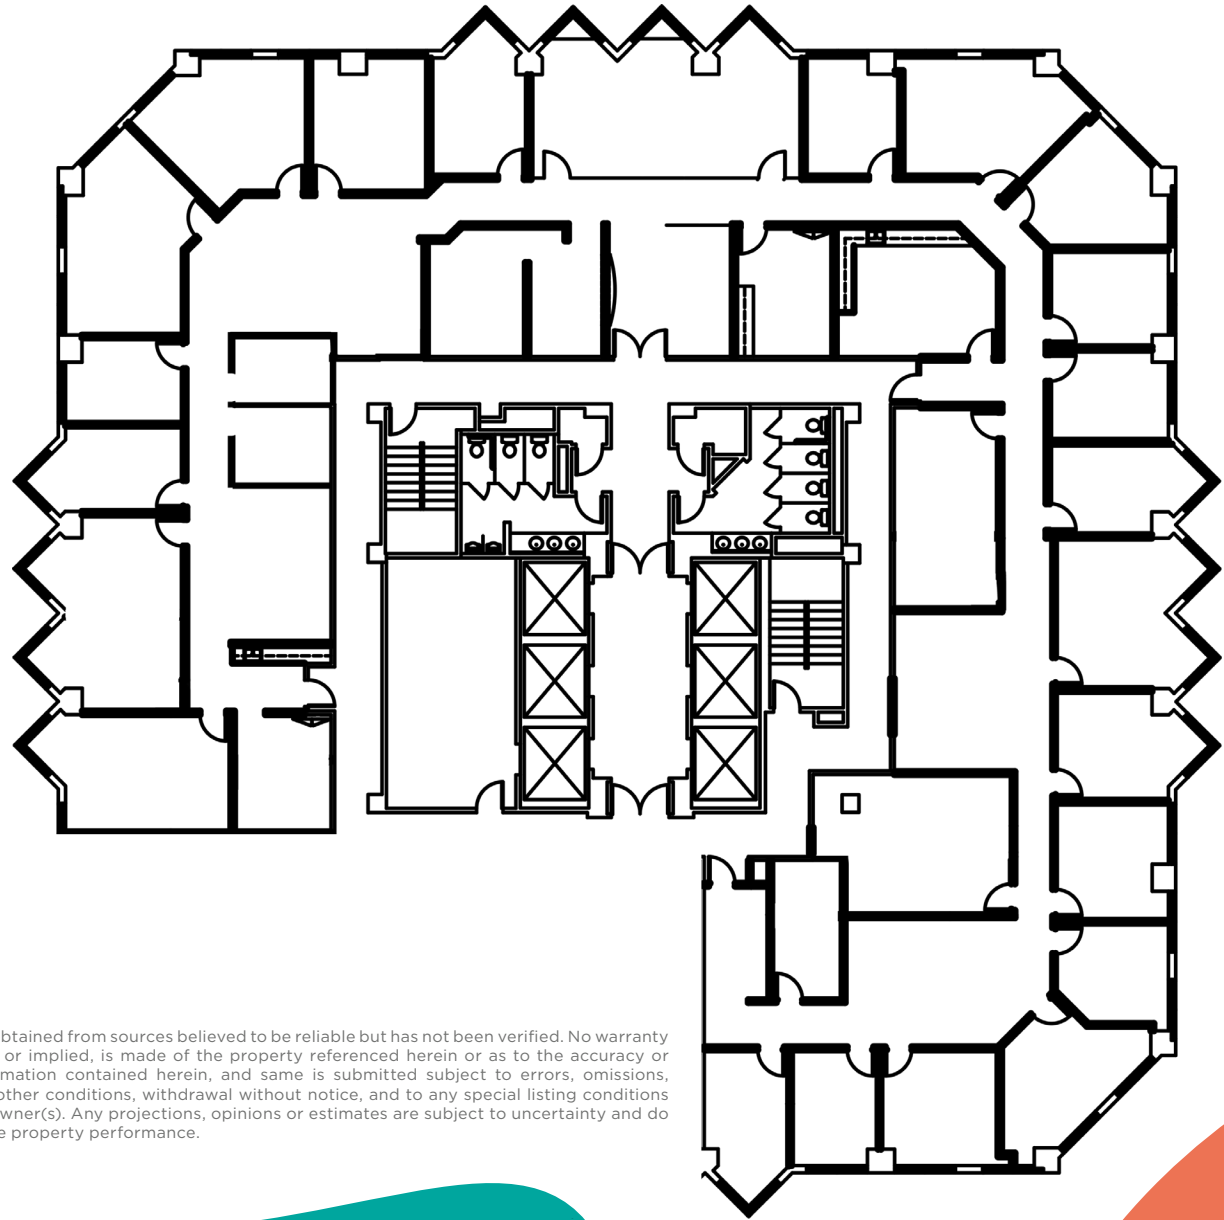 btained from sources believed to be reliable but has not been verified. No warranty
or implied, is made of the property referenced herein or as to the accuracy or
mation contained herein, and same is submitted subject to errors, omissions,
other conditions, withdrawal without notice, and to any special listing conditions
wner(s). Any projections, opinions or estimates are subject to uncertainty and do
e property performance.